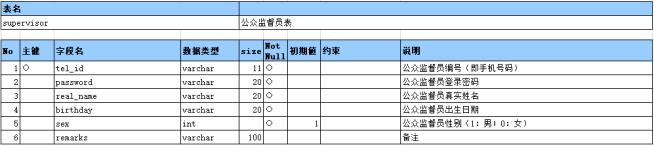 表名
supervisor 公众监督员表
No 主键 字段名 数据类型 size Not Null 初期值 约束 说明
1 ○ tel_id varchar 11 ○ 公众监督员编号（即手机号码）
2 password varchar 20 ○ 公众监督员登录密码
3 real_name varchar 20 ○ 公众监督员真实姓名
4 birthday varchar 20 ○ 公众监督员出生日期
5 sex int ○ 1 公众监督员性别（1：男；0：女）
6 remarks varchar 100 备注